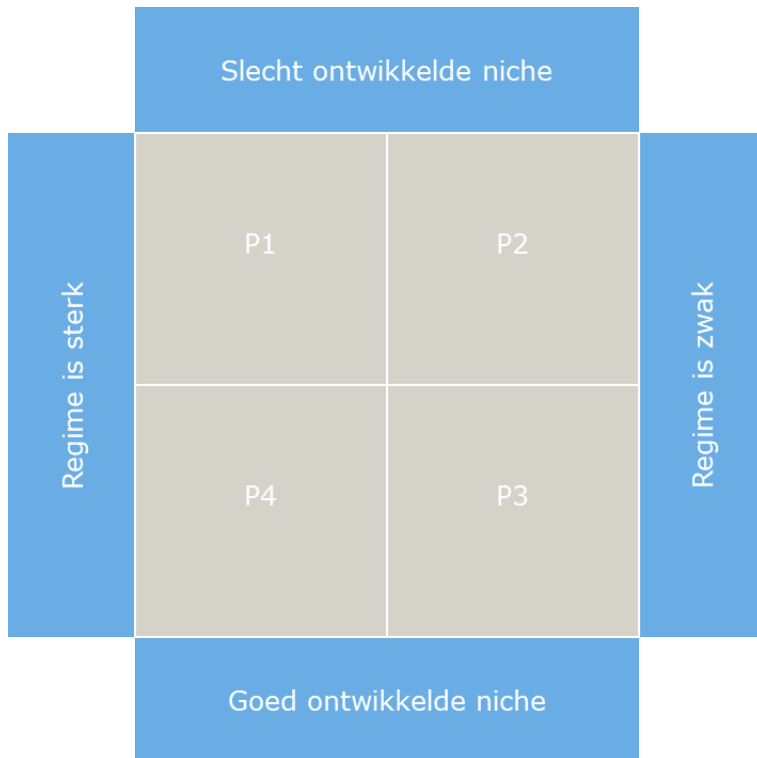 Slecht ontwikkelde niche
Regime is sterk
P1
P2
Regime is zwak
P4
P3
Goed ontwikkelde niche